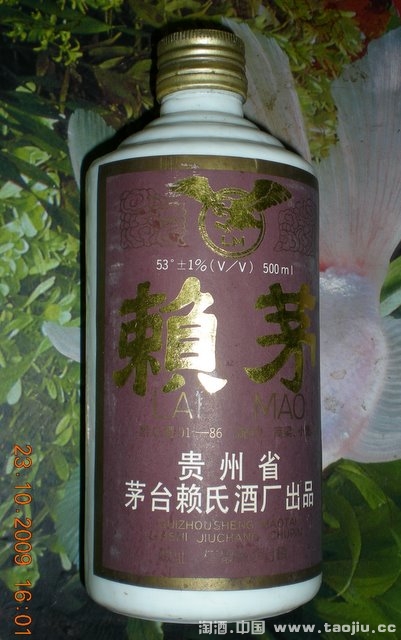 53°±1%(V/V) 500ml
賴茅
LAI MAO
贵州省
茅台赖氏酒厂出品
GUIZHOUSHENG
JIUCHANG
23.10.2009 16:01
淘酒.中国 www.taojiu.cc